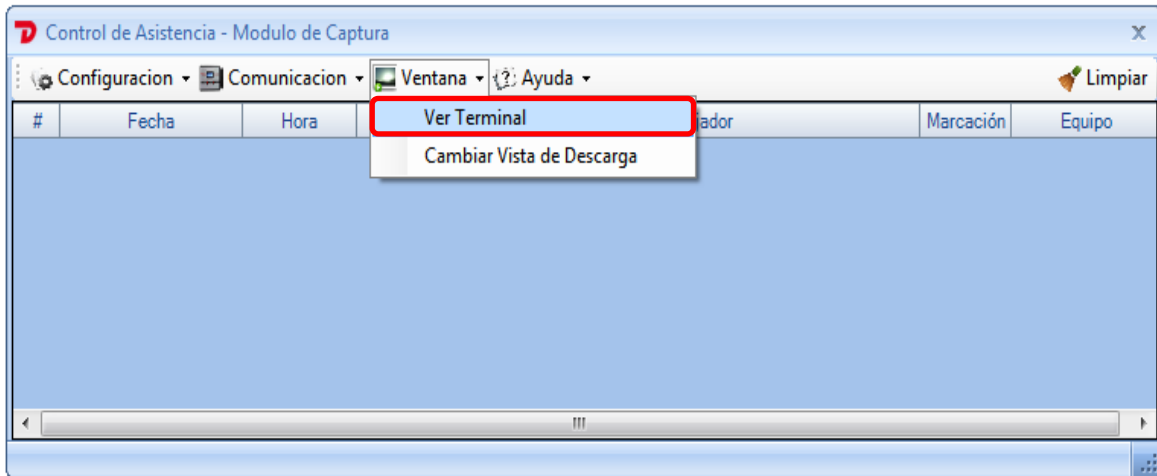 Control de Asistencia - Modulo de Captura
Configuracion Comunicacion Ventana Ayuda Limpiar
# Fecha Hora Ver Terminal ador Marcación Equipo
Cambiar Vista de Descarga